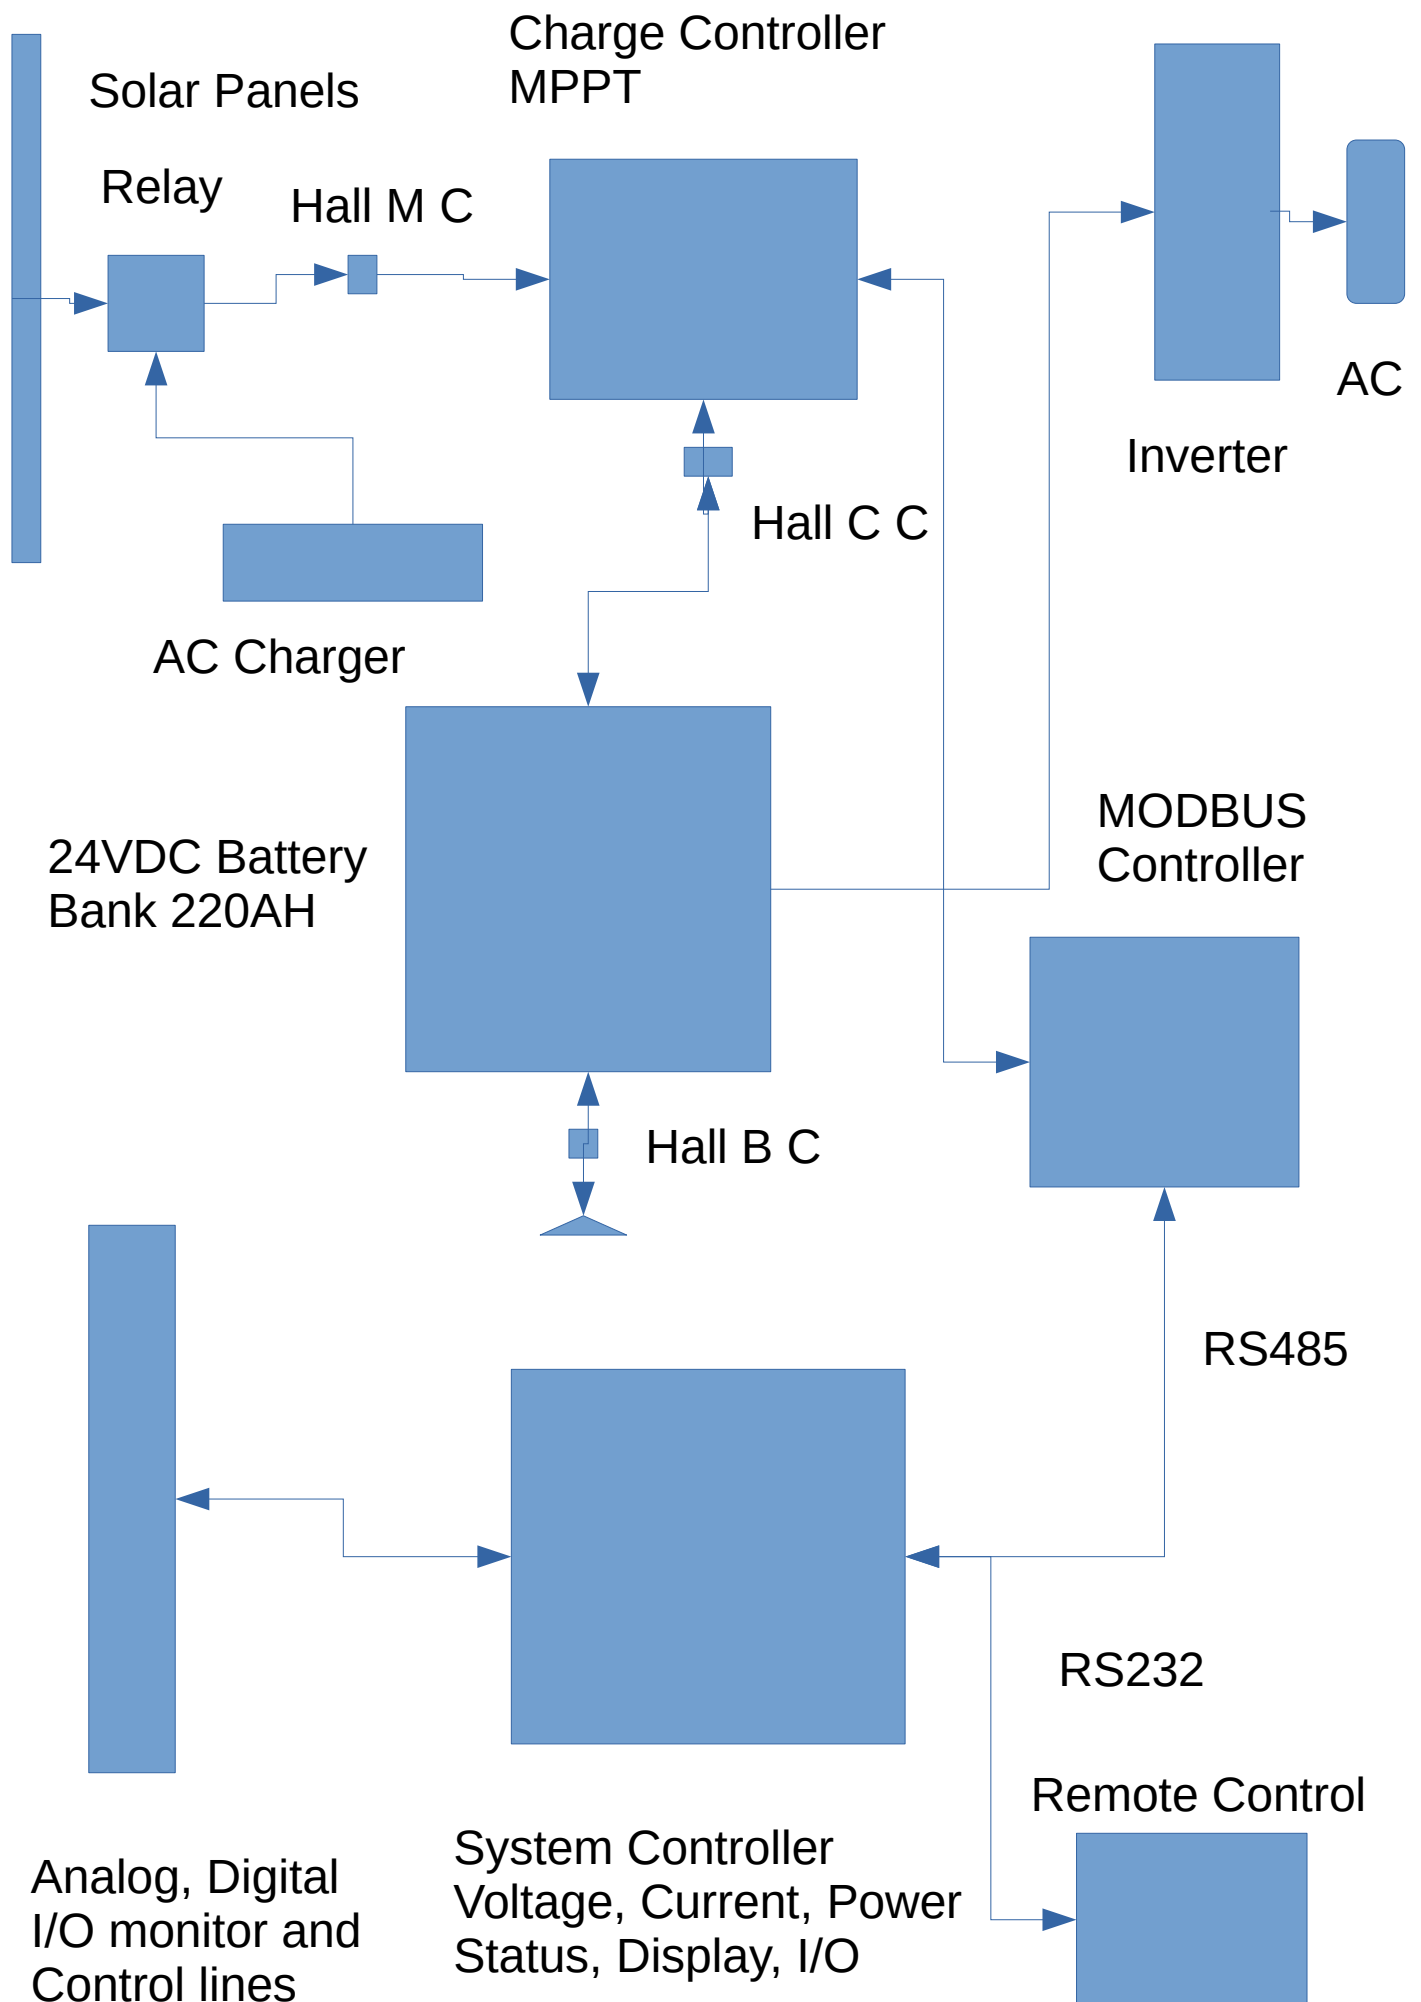 Charge Controller
MPPT
Solar Panels
Relay
Hall M C
AC
Inverter
Hall C C
AC Charger
MODBUS
Controller
24VDC Battery
Bank 220AH
Hall B C
RS485
RS232
Remote Control
System Controller
Voltage, Current, Power
Status, Display, I/O
Analog, Digital
I/O monitor and
Control lines